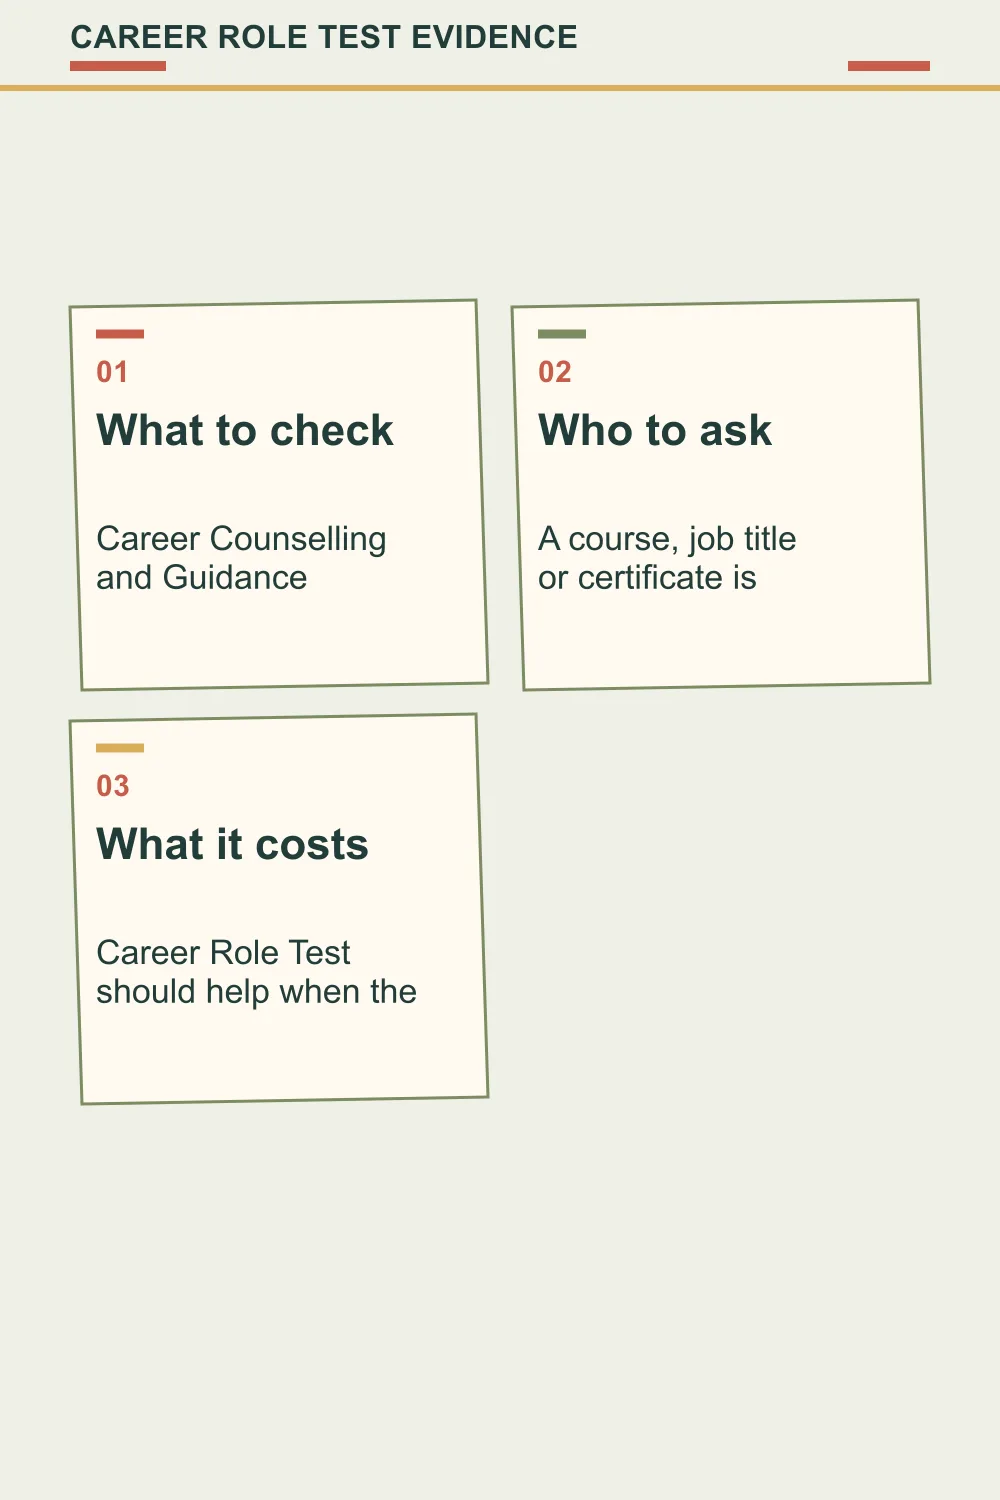 CAREER ROLE TEST EVIDENCE
01
What to check
Career Counselling
and Guidance
02
Who to ask
A course, job title
or certificate is
03
What it costs
Career Role Test
should help when the